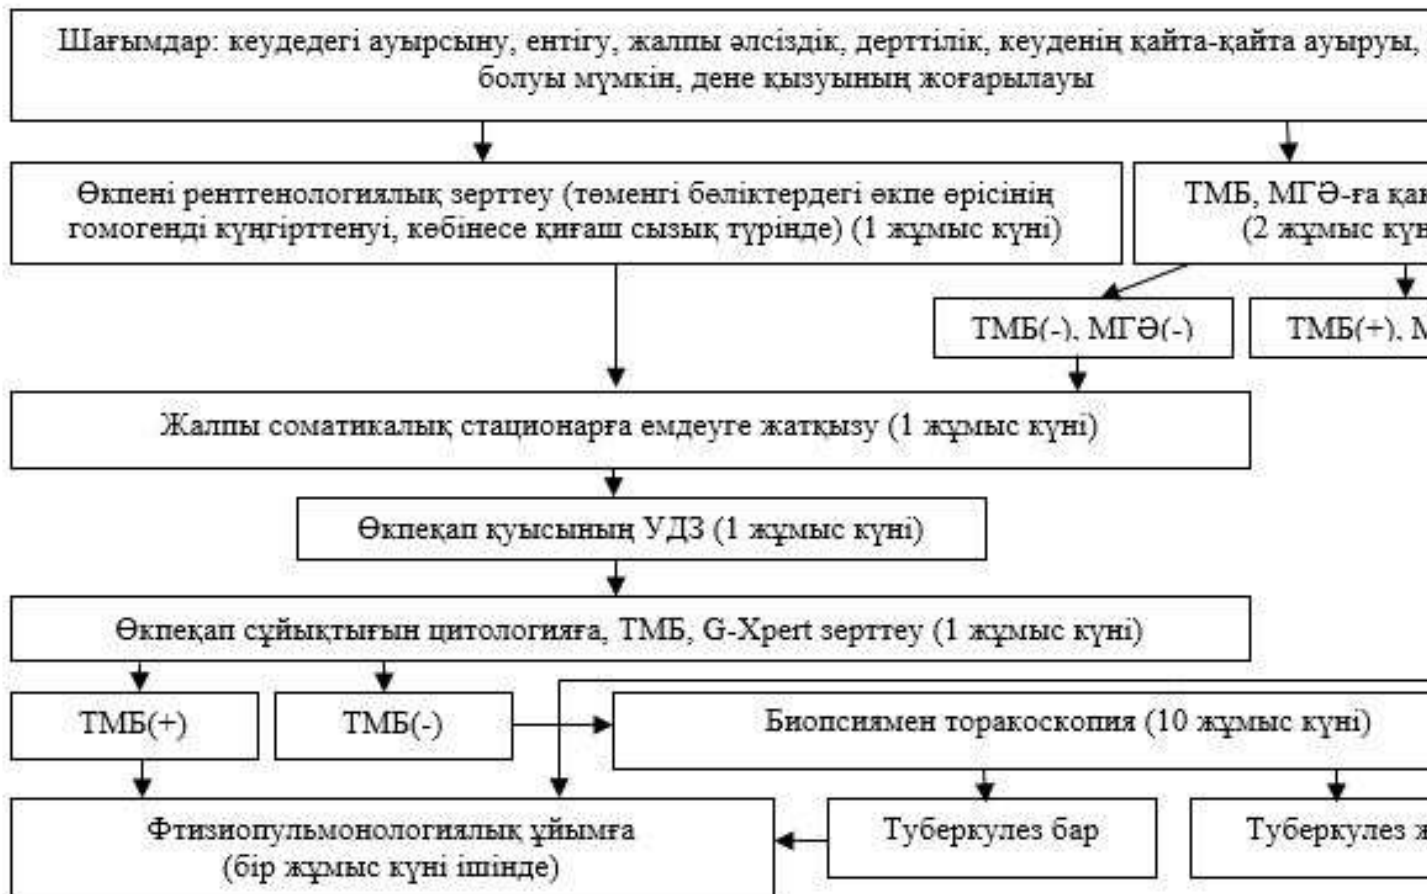 Шағымдар: кеудедегі ауырсыну, ентігу, жалпы әлсіздік, дерттілік, кеуденің қайта-қайта ауыруы,
болуы мүмкін, дене қызуының жоғарылауы
Өкпені рентгенологиялық зерттеу (төменгі бөліктердегі әкпе өрісінің
гомогенді күңгірттенуі, көбінесе қиғаш сызық түрінде) (1 жұмыс күні)
ТМБ, МГӘ-ға
(2 жұмыс
ТМБ(-), МГӘ(-)
ТМБ(+),
Жалпы соматикалық стационарға емдеуге жатқызу (1 жұмыс күні)
Өкпеқап қуысының УДЗ (1 жұмыс күні)
Өкпеқап сұйықтығын цитологияға, ТМБ, G-Xpert зерттеу (1 жұмыс күні)
ТМБ(+)
ТМБ(-)
Биопсиямен торакоскопия (10 жұмыс күні)
Фтизиопульмонологиялық ұйымға
(бір жұмыс күні ішінде)
Туберкулез бар
Туберкулез